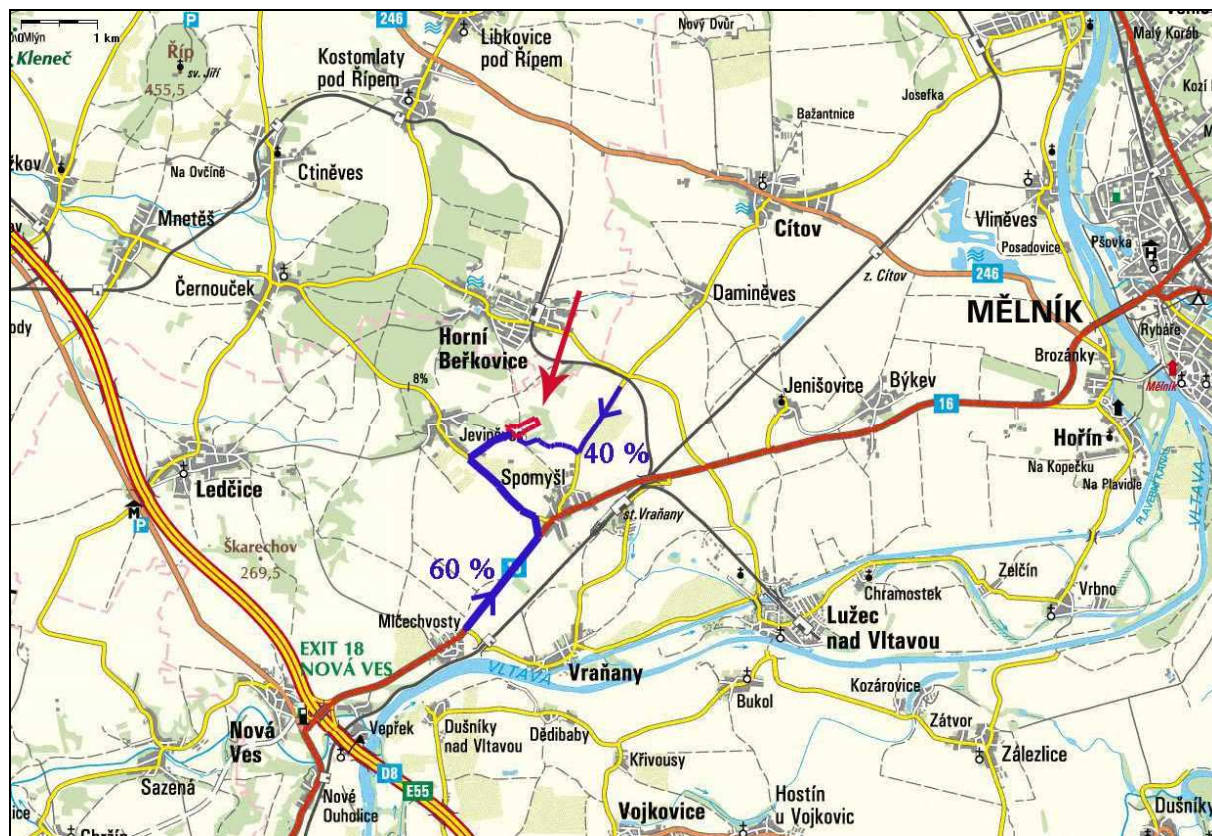 1 km
Mlýn
Kleneč
Říp
sv. Jiří
455,5
P
246
Libkovice
pod Řípem
Kostomlaty
pod Řípem
Nový Dvůr
Malý Koráb
Josefka
Bažantnice
Na Ovčíně
Ctiněves
Mnetěš
Cítov
Vliněves
Posadovice
Pšovka
H
z. Cítov
246
Černouček
Daminěves
MĚLNÍK
Rybáře
Horní
Beřkovice
Brozánky
Mělník
8%
Jenišovice
Býkev
16
Hořín
40 %
Spomyšl
Na Kopečku
Na Plavidle
Ledčice
M
P
st.Vraňany
PLAVEBNÍ KANÁL
VLTAVA
Škarechov
269,5
60 %
Zelčín
Chramostek
Vrbno
Mlčechvosty
Lužec
nad Vltavou
EXIT 18
NOVÁ VES
VLTAVA
Vraňany
Bukol
Kozárovice
Nová
Ves
Vepřek
Dušníky
nad Vltavou
Dědibaby
Zátvor
Zálezlice
Křivousy
Sazená
D8
E55
Nové
Ouholice
Vojkovice
Hostín
u Vojkovic
Dušníky